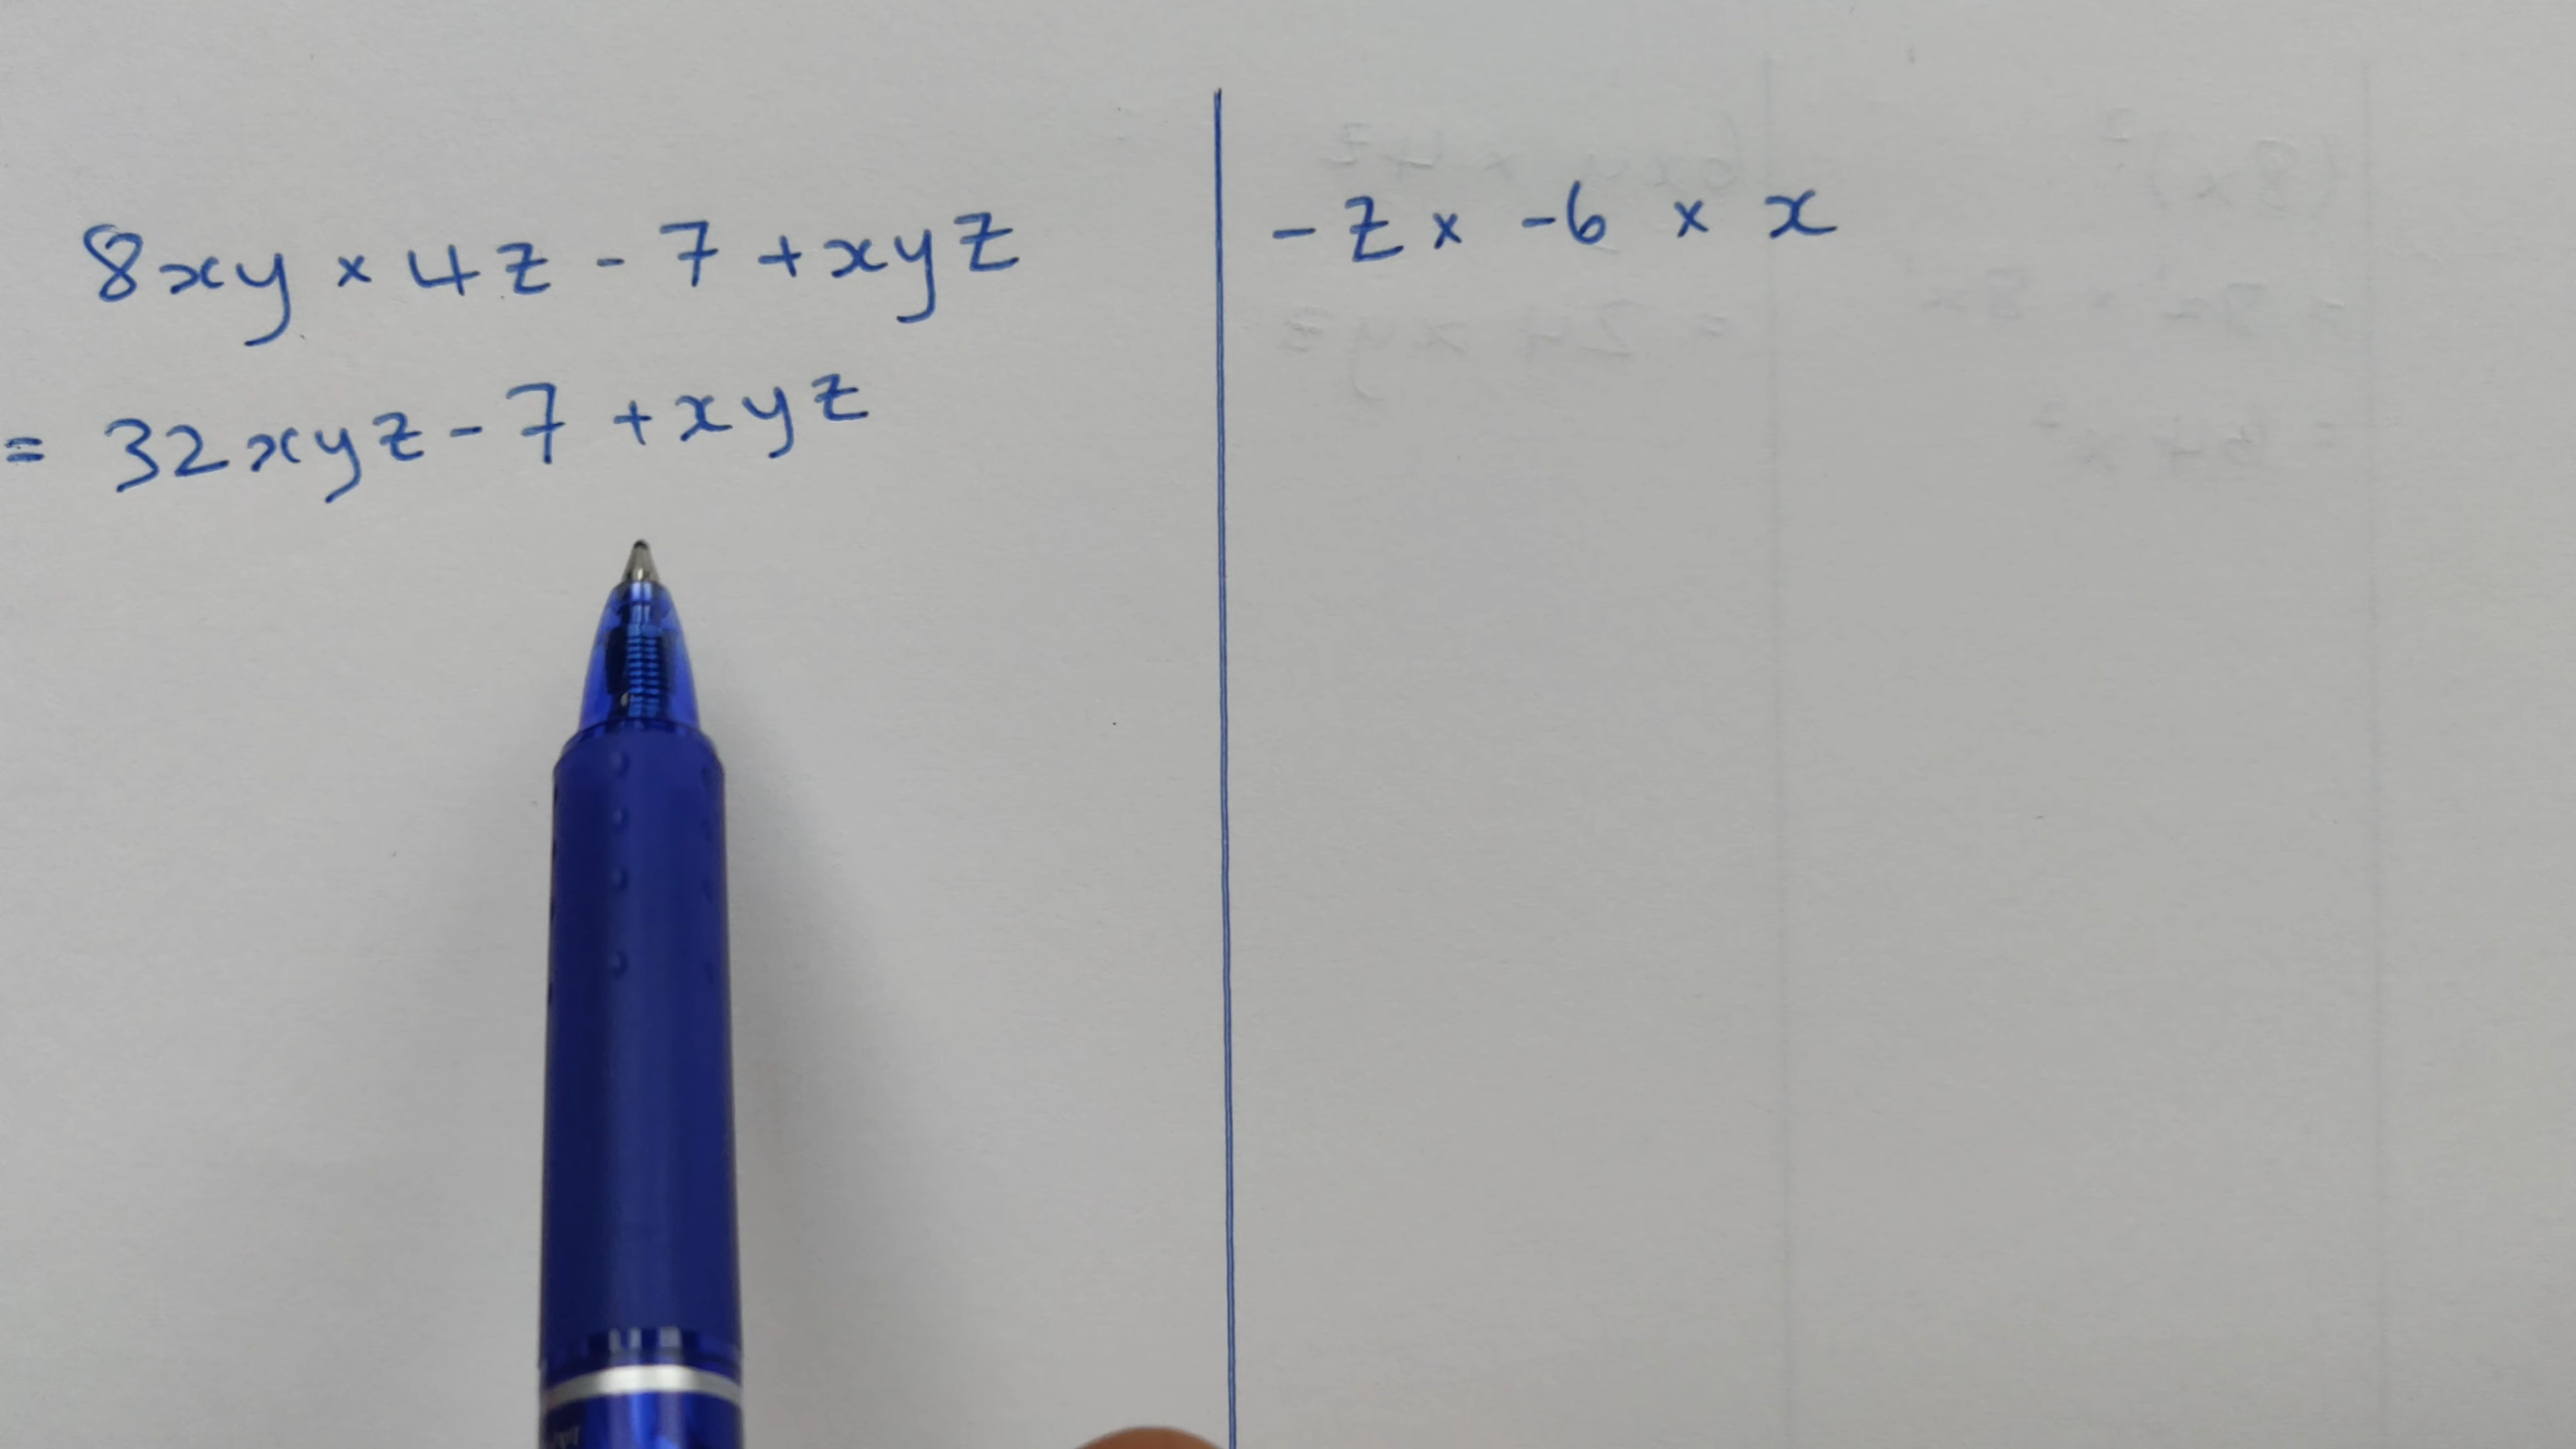 8xy × 4z - 7 + xyz
= 32xyz - 7 + xyz
- z × -6 × x